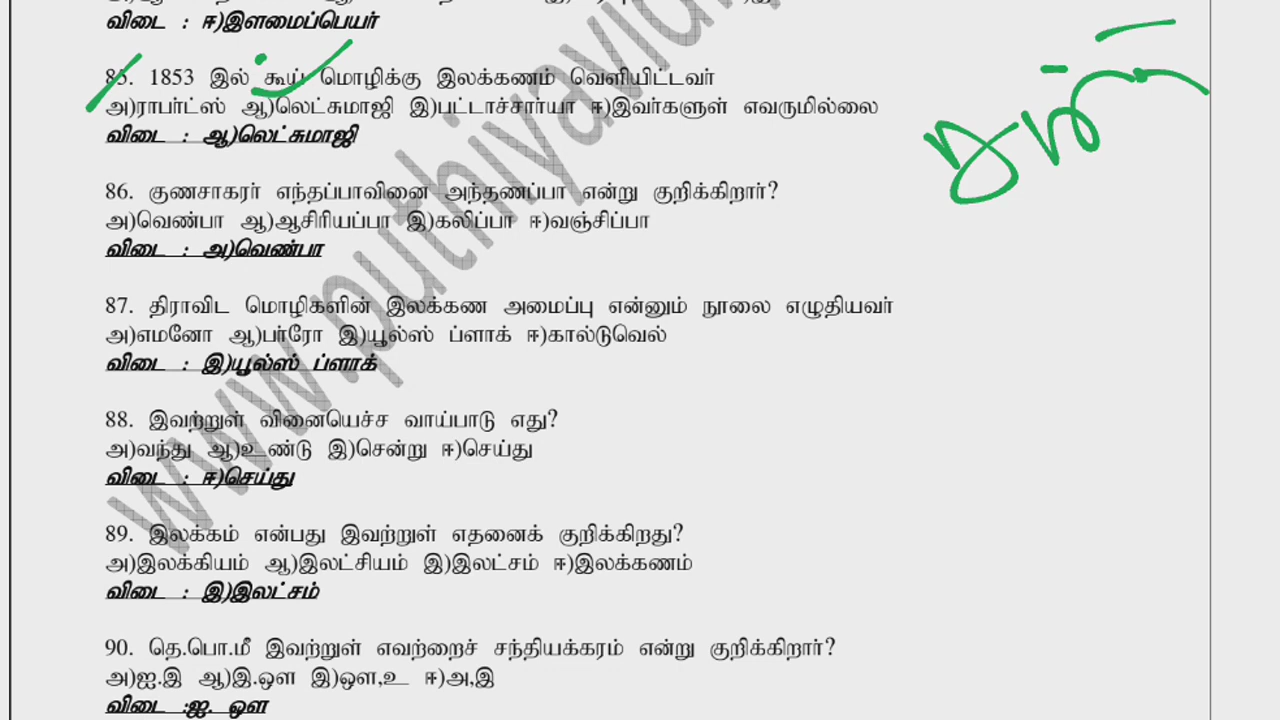 விடை : ஈ)இளமைப்பெயர்
85. 1853 இல் கூய் மொழிக்கு இலக்கணம் வெளியிட்டவர்
அ)ராபர்ட்ஸ் ஆ)லெட்சுமாஜி இ)பட்டாச்சார்யா ஈ)இவர்களுள் எவருமில்லை
விடை : ஆ)லெட்சுமாஜி
86. குணசாகரர் எந்தப்பாவினை அந்தணப்பா என்று குறிக்கிறார்?
அ)வெண்பா ஆ)ஆசிரியப்பா இ)கலிப்பா ஈ)வஞ்சிப்பா
விடை : அ)வெண்பா
87. திராவிட மொழிகளின் இலக்கண அமைப்பு என்னும் நூலை எழுதியவர்
அ)எமனோ ஆ)பர்ரோ இ)யூல்ஸ் ப்ளாக் ஈ)கால்டுவெல்
விடை : இ)யூல்ஸ் ப்ளாக்
88. இவற்றுள் வினையெச்ச வாய்பாடு எது?
அ)வந்து ஆ)உண்டு இ)சென்று ஈ)செய்து
விடை : ஈ)செய்து
89. இலக்கம் என்பது இவற்றுள் எதனைக் குறிக்கிறது?
அ)இலக்கியம் ஆ)இலட்சியம் இ)இலட்சம் ஈ)இலக்கணம்
விடை : இ)இலட்சம்
90. தெ.பொ.மீ இவற்றுள் எவற்றைச் சந்தியக்கரம் என்று குறிக்கிறார்?
அ)ஐ.இ ஆ)இ.ஔ இ)ஔ,உ ஈ)அ,இ
விடை :ஐ. ஔ
www.puthiyavid